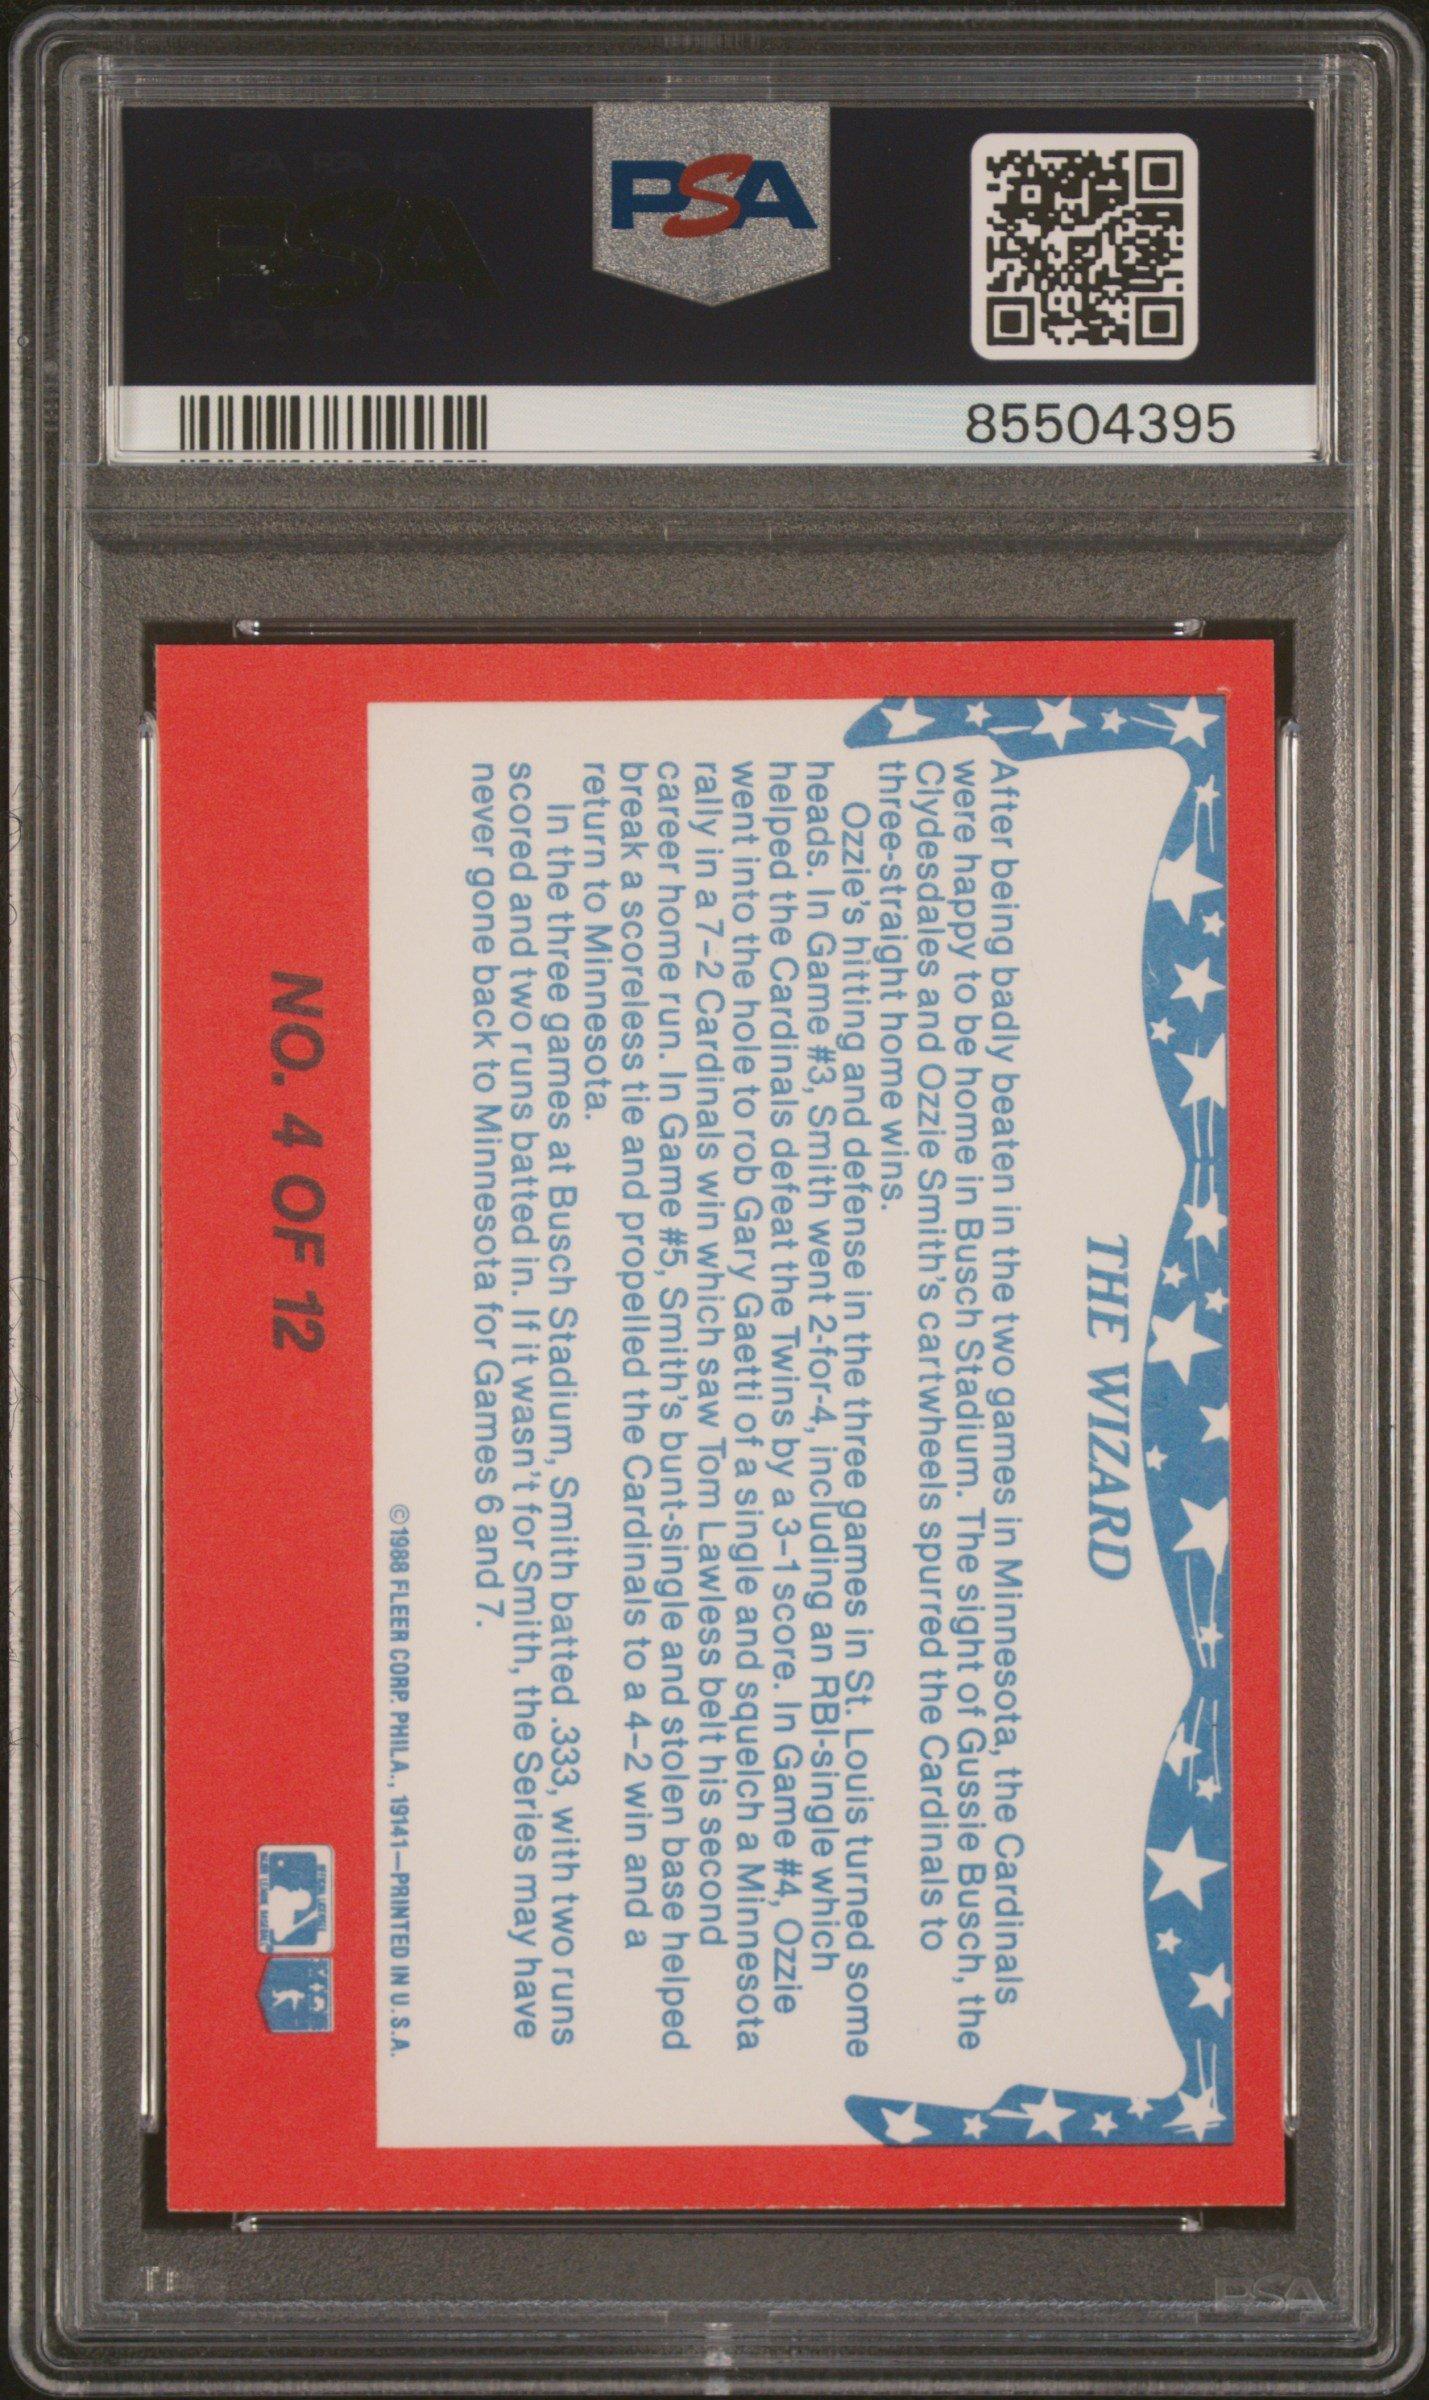 PSA PSA PSA
PSA
PSA PSA PSA
PSA
85504395
THE WIZARD
After being badly beaten in the two games in Minnesota, the Cardinals
were happy to be home in Busch Stadium. The sight of Gussie Busch, the
Clydesdales and Ozzie Smith's cartwheels spurred the Cardinals to
three-straight home wins.
Ozzie's hitting and defense in the three games in St. Louis turned some
heads. In Game #3, Smith went 2-for-4, including an RBI-single which
helped the Cardinals defeat the Twins by a 3-1 score. In Game #4, Ozzie
went into the hole to rob Gary Gaetti of a single and squelch a Minnesota
rally in a 7-2 Cardinals win which saw Tom Lawless belt his second
career home run. In Game #5, Smith's bunt-single and stolen base helped
break a scoreless tie and propelled the Cardinals to a 4-2 win and a
return to Minnesota.
In the three games at Busch Stadium, Smith batted .333, with two runs
scored and two runs batted in. If it wasn't for Smith, the Series may have
never gone back to Minnesota for Games 6 and 7.
©1988 FLEER CORP. PHILA., 19141—PRINTED IN U.S.A.
NO. 4 OF 12
PSA